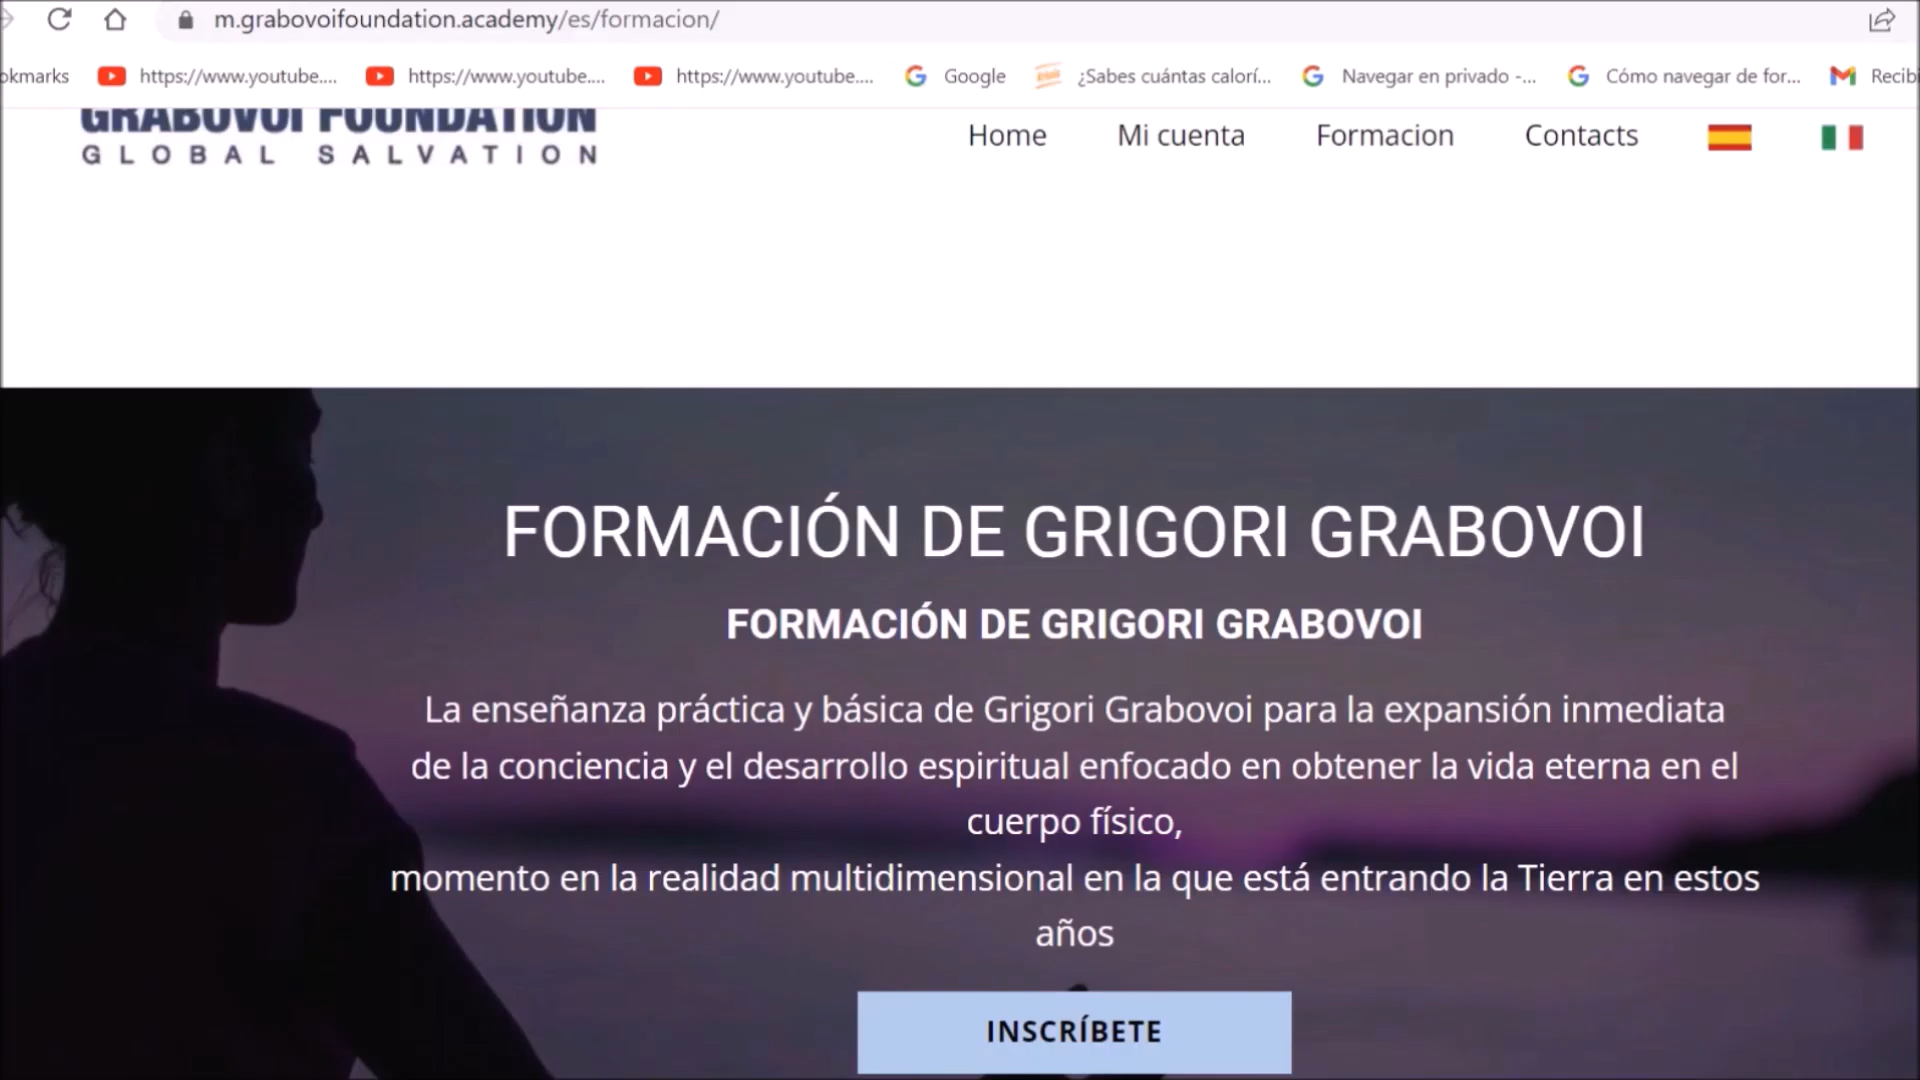 m.grabovoifoundation.academy/es/formacion/
okmarks https://www.youtube.... https://www.youtube.... https://www.youtube.... Google ¿Sabes cuántas calorí... Navegar en privado -... Cómo navegar de for... Recibi
GRABOVOI FOUNDATION
GLOBAL SALVATION
Home Mi cuenta Formacion Contacts
FORMACIÓN DE GRIGORI GRABOVOI
FORMACIÓN DE GRIGORI GRABOVOI
La enseñanza práctica y básica de Grigori Grabovoi para la expansión inmediata
de la conciencia y el desarrollo espiritual enfocado en obtener la vida eterna en el
cuerpo físico,
momento en la realidad multidimensional en la que está entrando la Tierra en estos
años
INSCRÍBETE